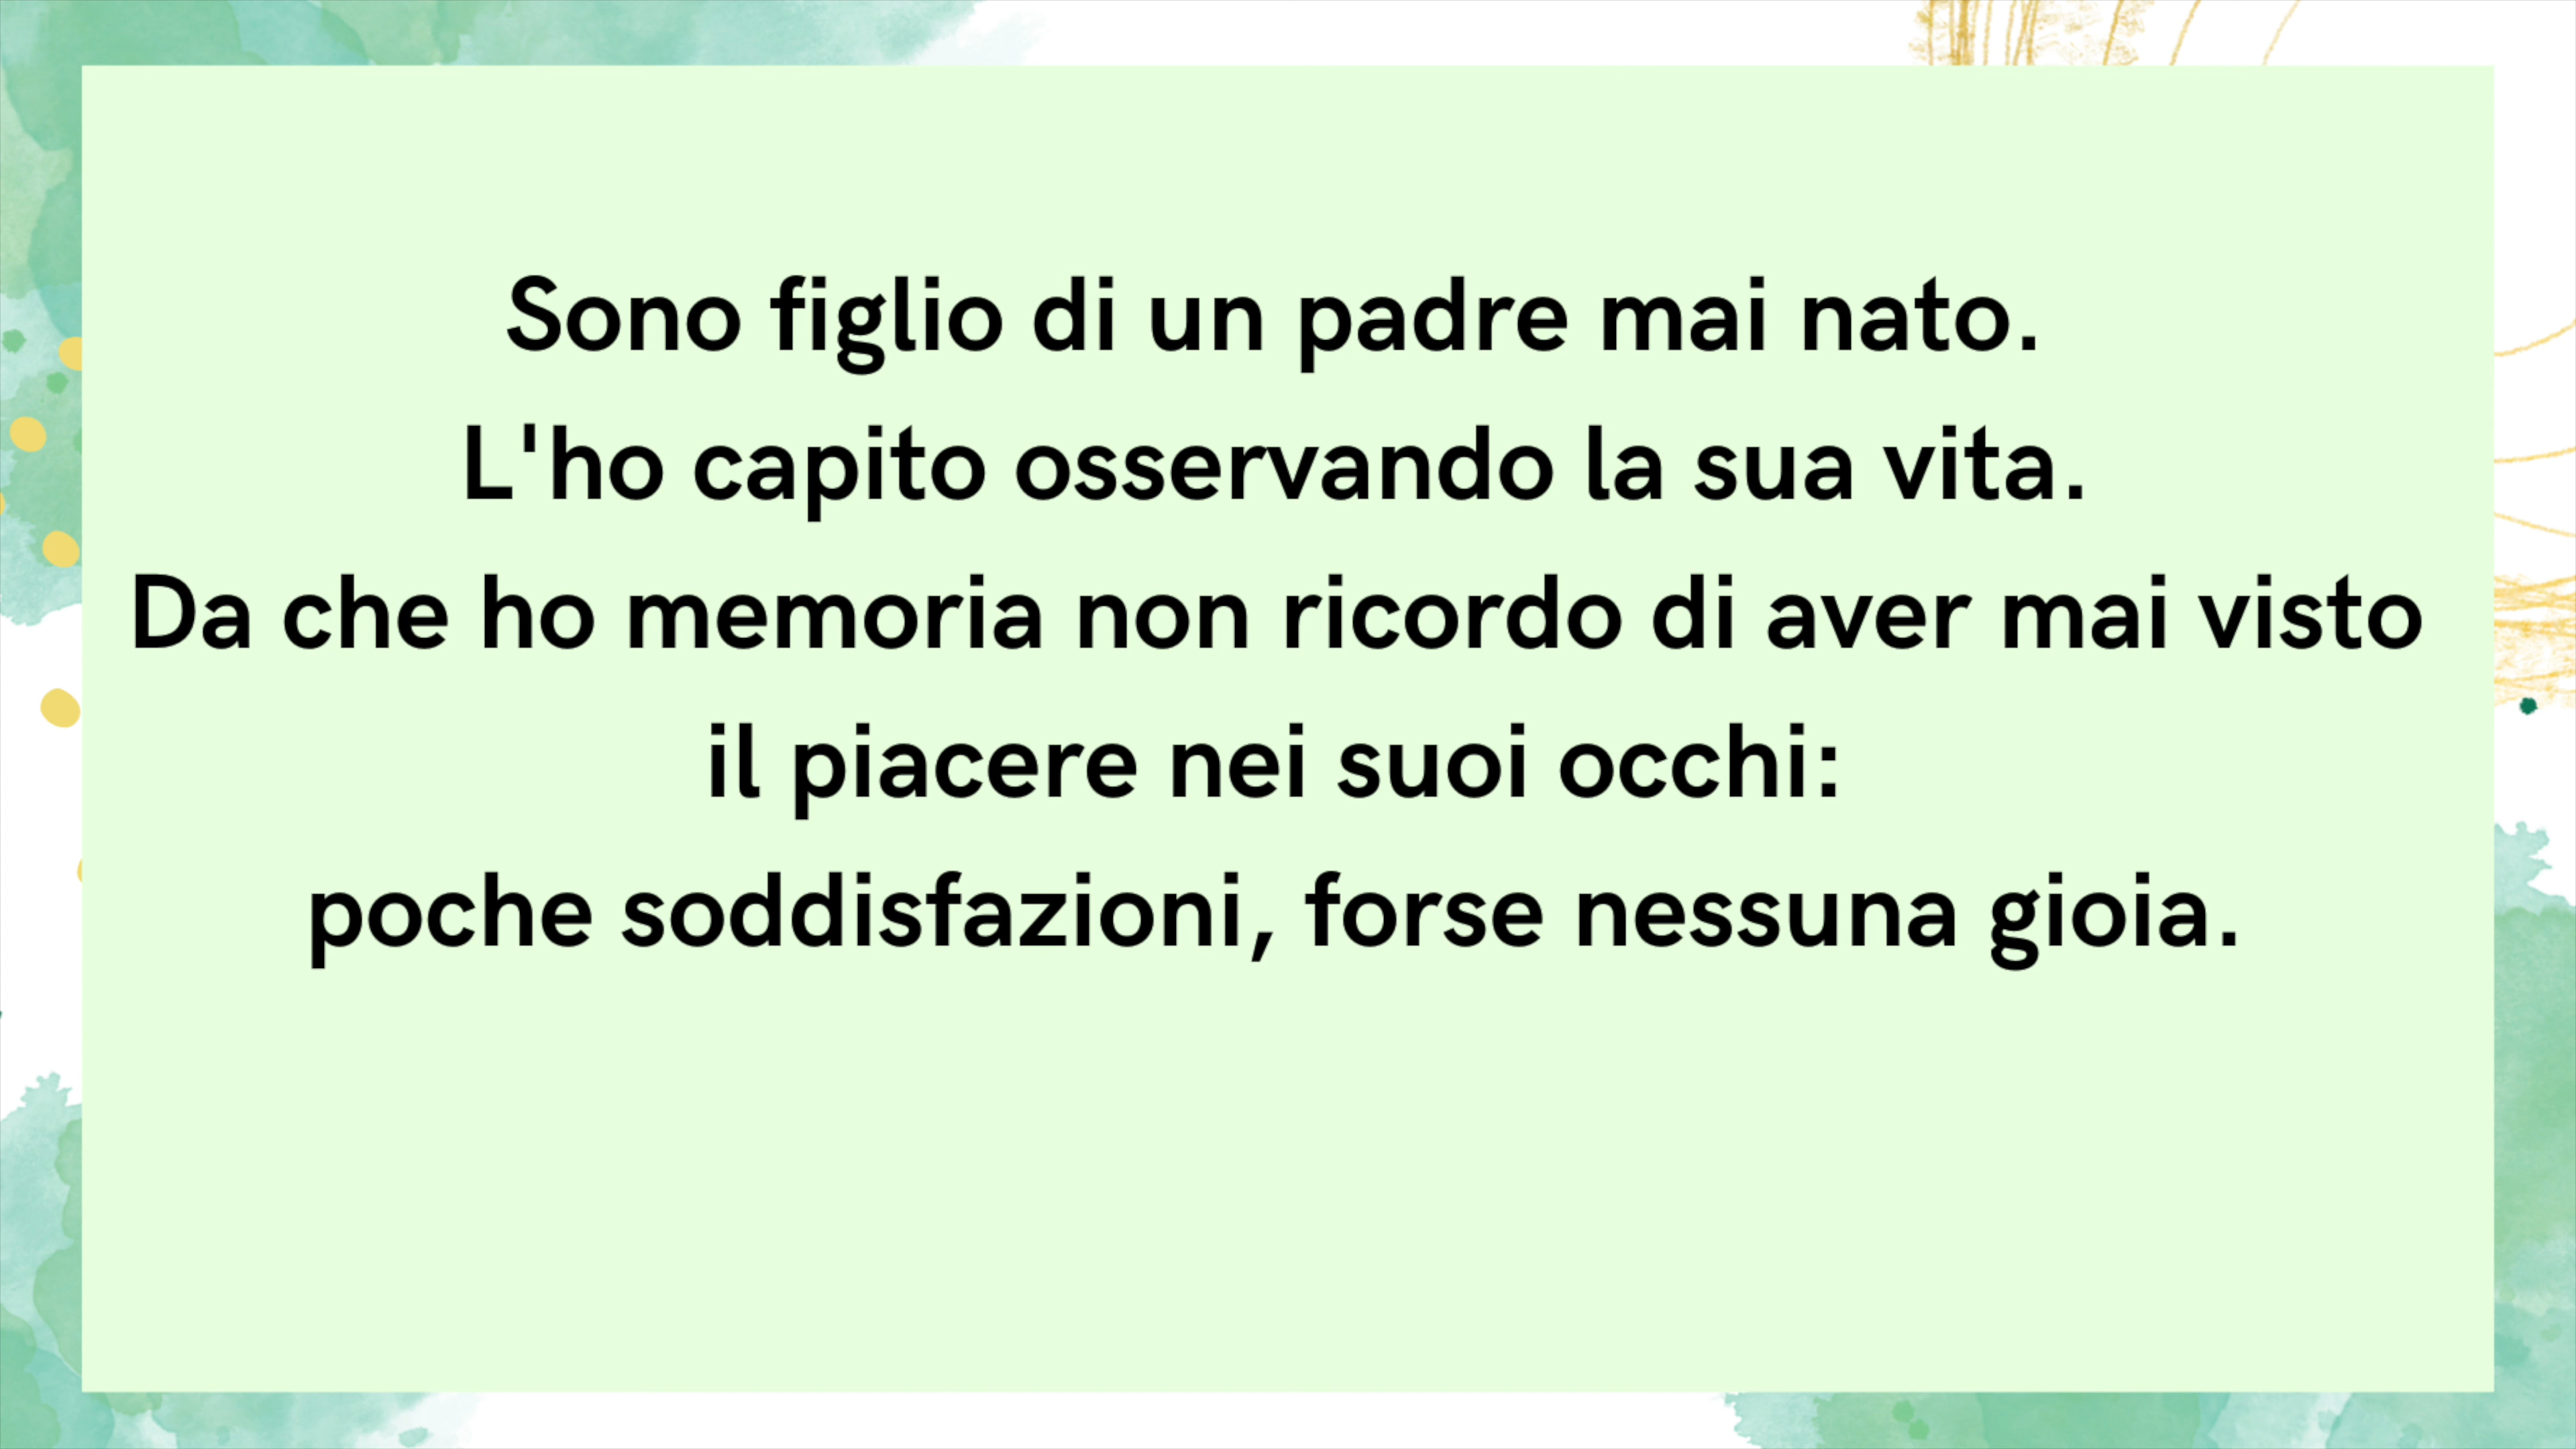 Sono figlio di un padre mai nato.
L'ho capito osservando la sua vita.
Da che ho memoria non ricordo di aver mai visto
il piacere nei suoi occhi:
poche soddisfazioni, forse nessuna gioia.